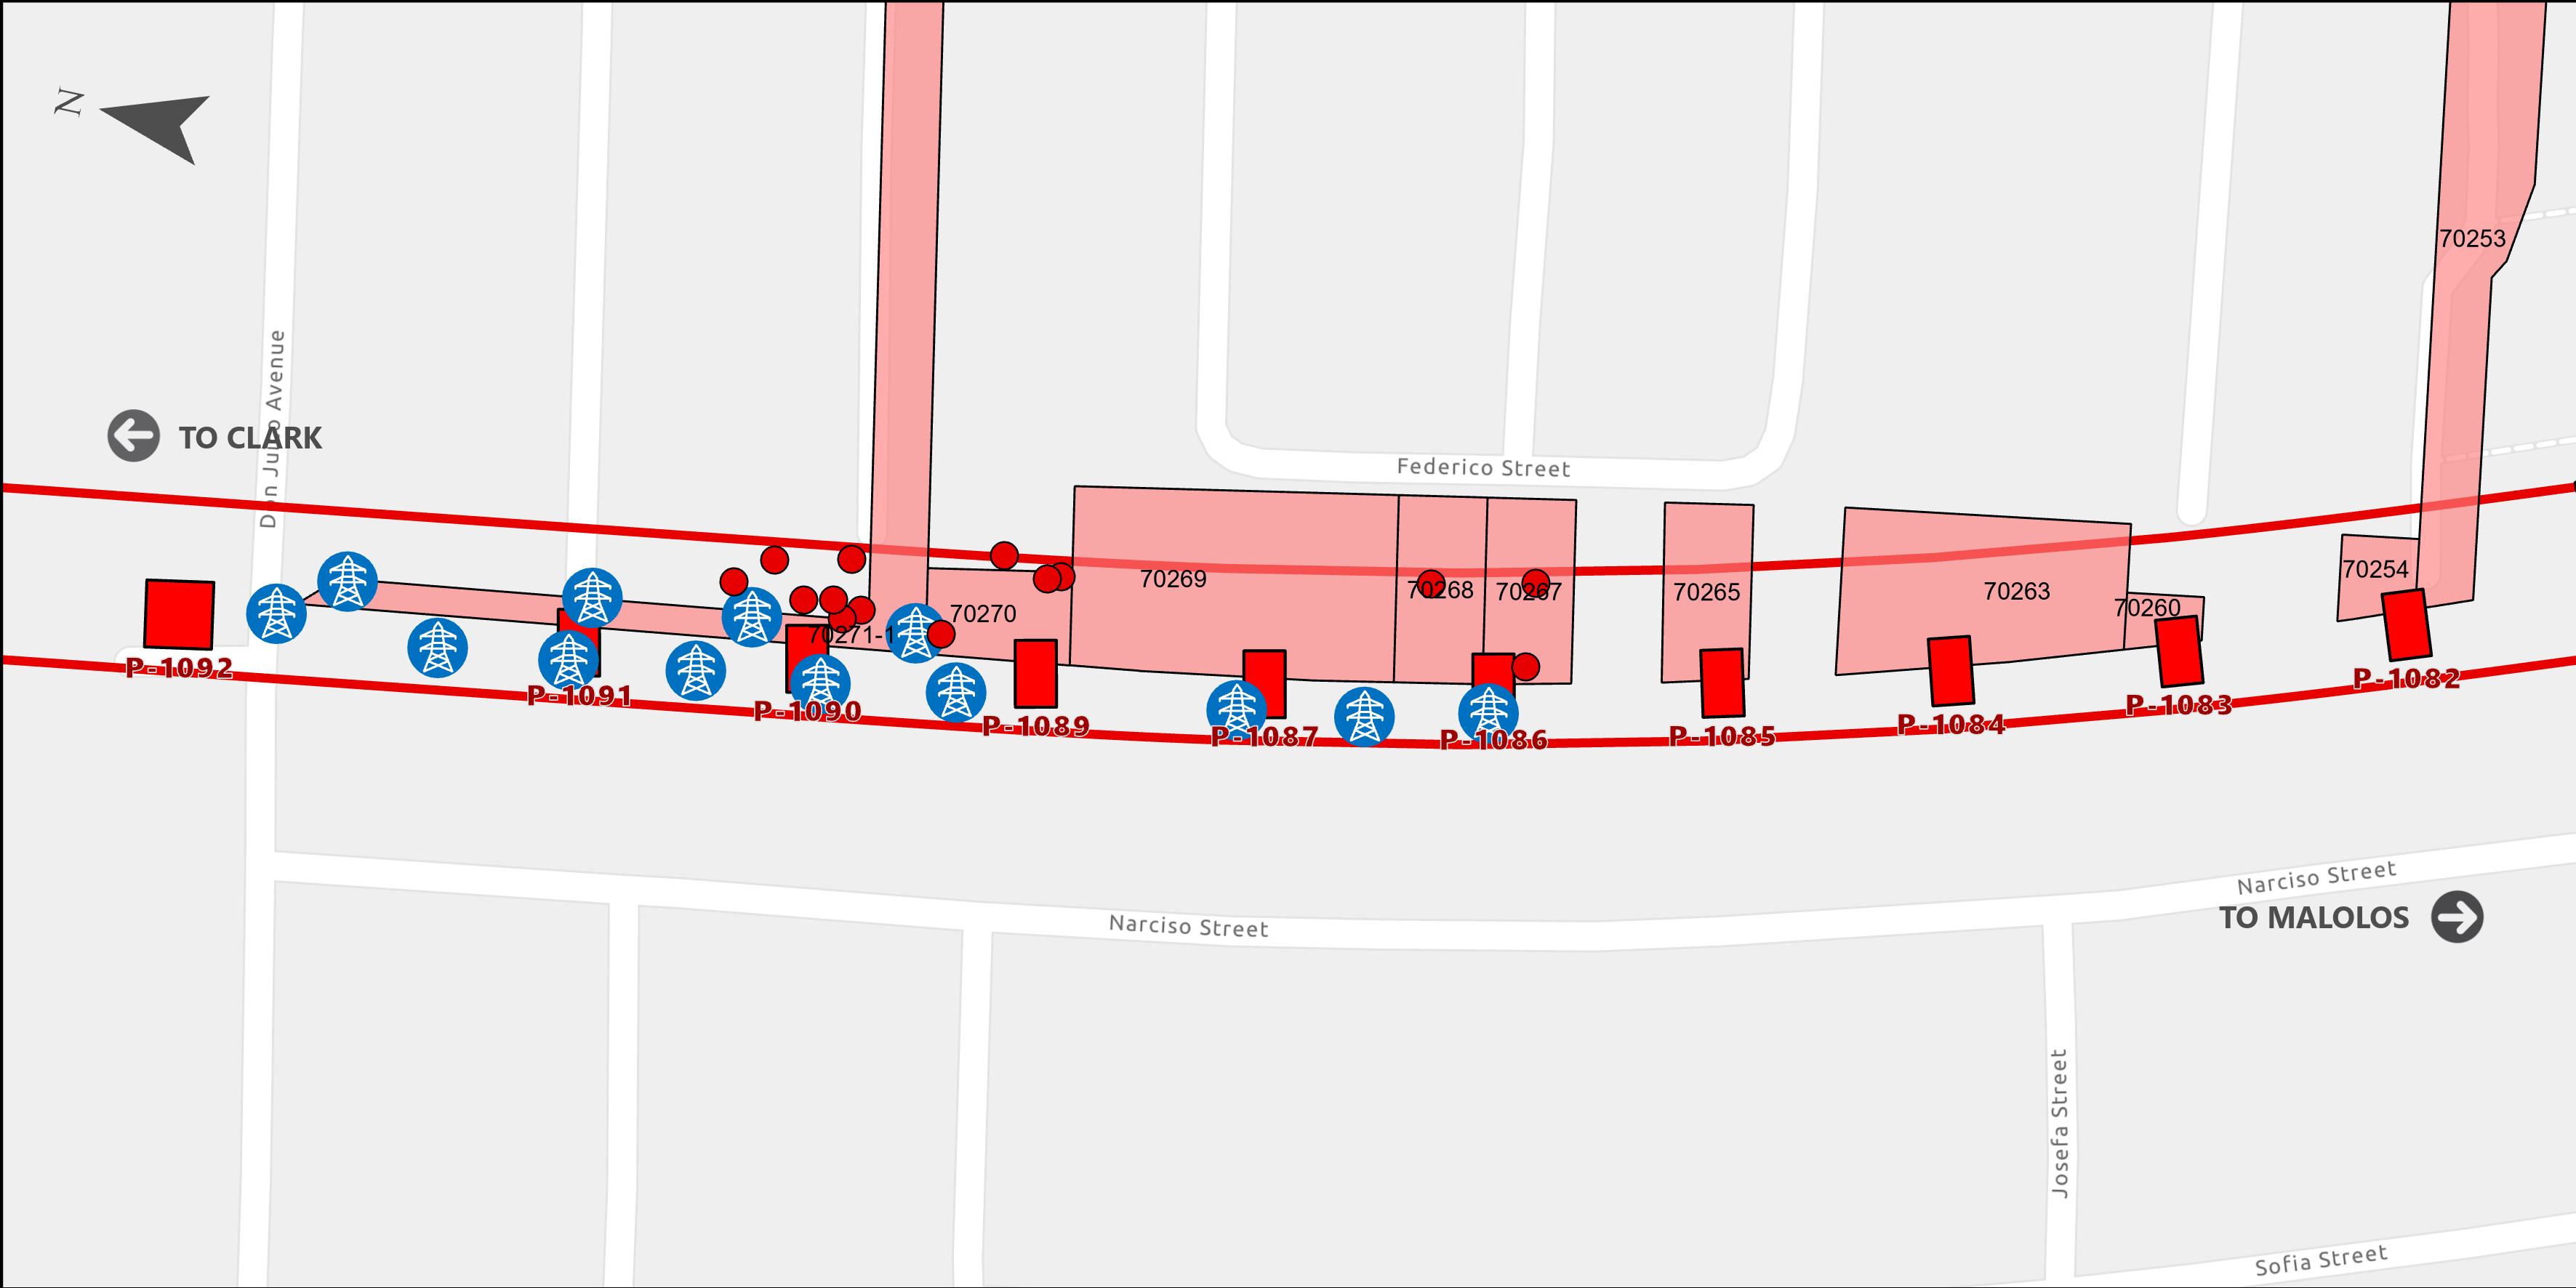 N
70253
Don Julio Avenue
TO CLARK
Federico Street
70269
70268
70267
70265
70263
70260
70254
70270
70271-1
P-1092
P-1091
P-1090
P-1089
P-1087
P-1086
P-1085
P-1084
P-1083
P-1082
Narciso Street
Narciso Street
TO MALOLOS
Josefa Street
Sofia Street